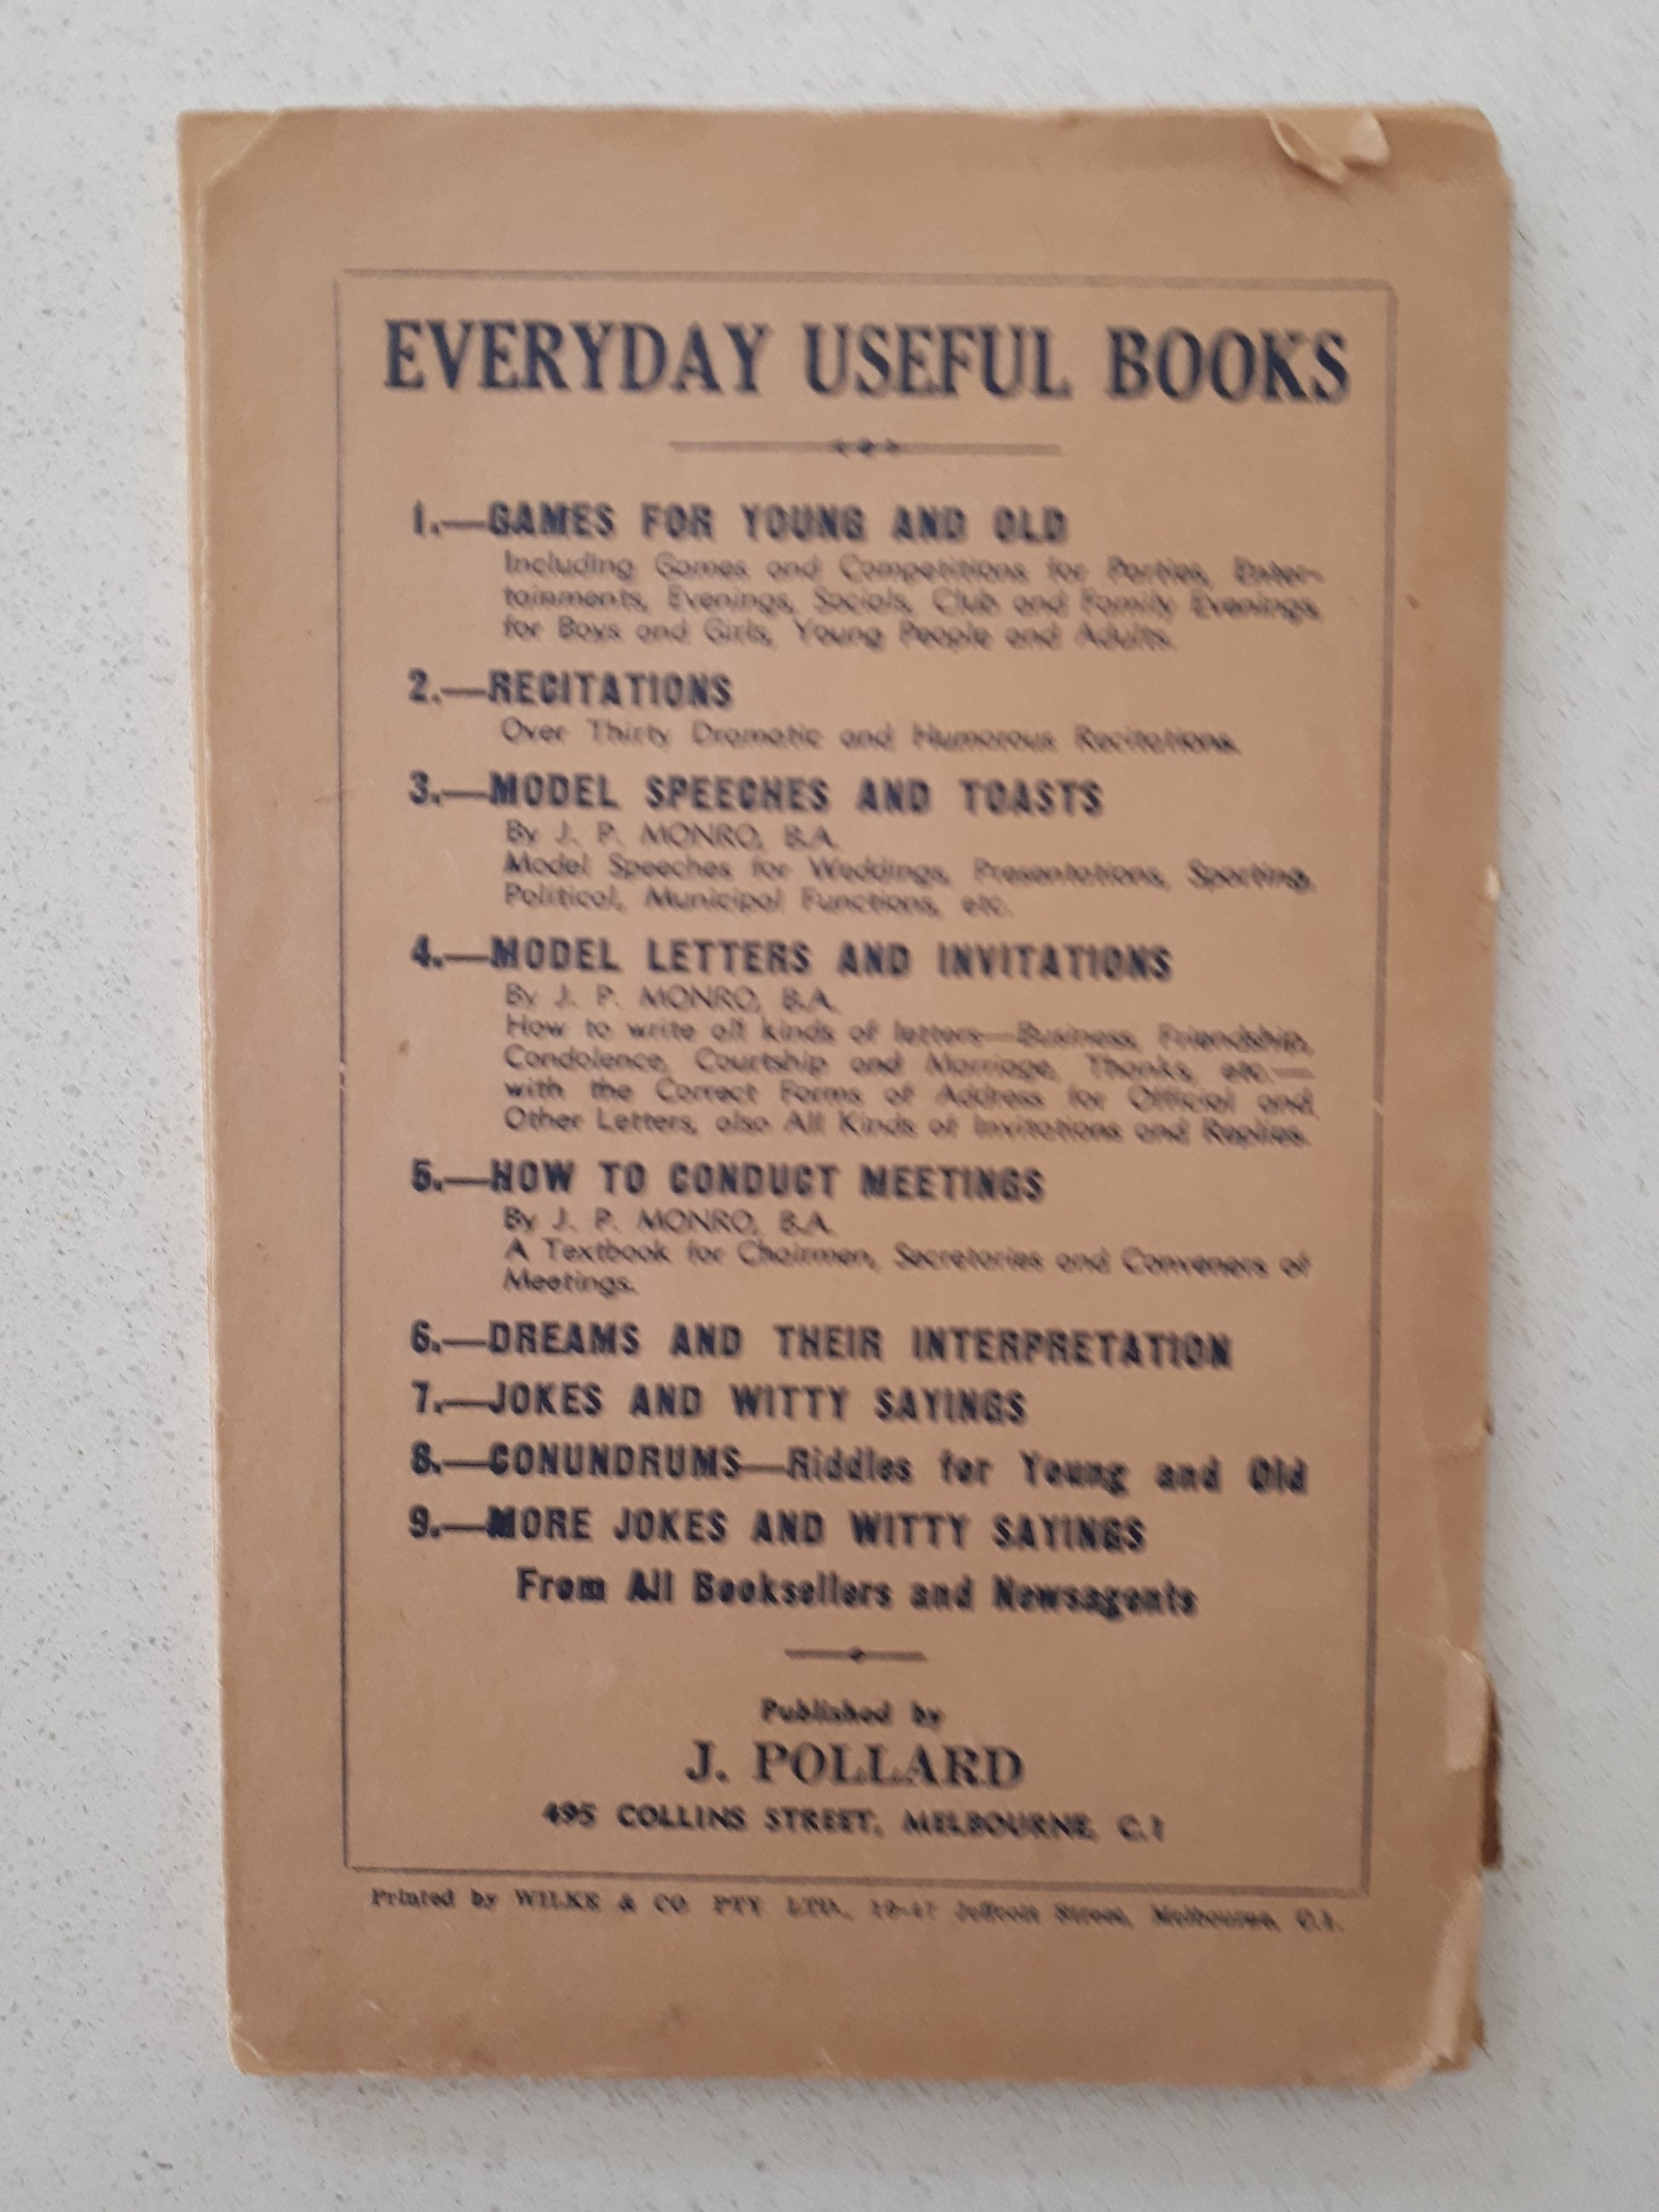 EVERYDAY USEFUL BOOKS
1.—GAMES FOR YOUNG AND OLD
Including Games and Competitions for Parties, Enter-
tainments, Evenings, Socials, Club and Family Evenings,
for Boys and Girls, Young People and Adults.
2.—RECITATIONS
Over Thirty Dramatic and Humorous Recitations.
3.—MODEL SPEECHES AND TOASTS
By J. P. MONRO, B.A.
Model Speeches for Weddings, Presentations, Sporting,
Political, Municipal Functions, etc.
4.—MODEL LETTERS AND INVITATIONS
By J. P. MONRO, B.A.
How to write all kinds of letters—Business, Friendship,
Condolence, Courtship and Marriage, Thanks, etc.—
with the Correct Forms of Address for Official and
Other Letters, also All Kinds of Invitations and Replies.
5.—HOW TO CONDUCT MEETINGS
By J. P. MONRO, B.A.
A Textbook for Chairmen, Secretaries and Conveners of
Meetings.
6.—DREAMS AND THEIR INTERPRETATION
7.—JOKES AND WITTY SAYINGS
8.—CONUNDRUMS—Riddles for Young and Old
9.—MORE JOKES AND WITTY SAYINGS
From All Booksellers and Newsagents
Published by
J. POLLARD
495 COLLINS STREET, MELBOURNE, C.1
Printed by WILKE & CO. PTY. LTD., Jeffcott Street, Melbourne, C.1.